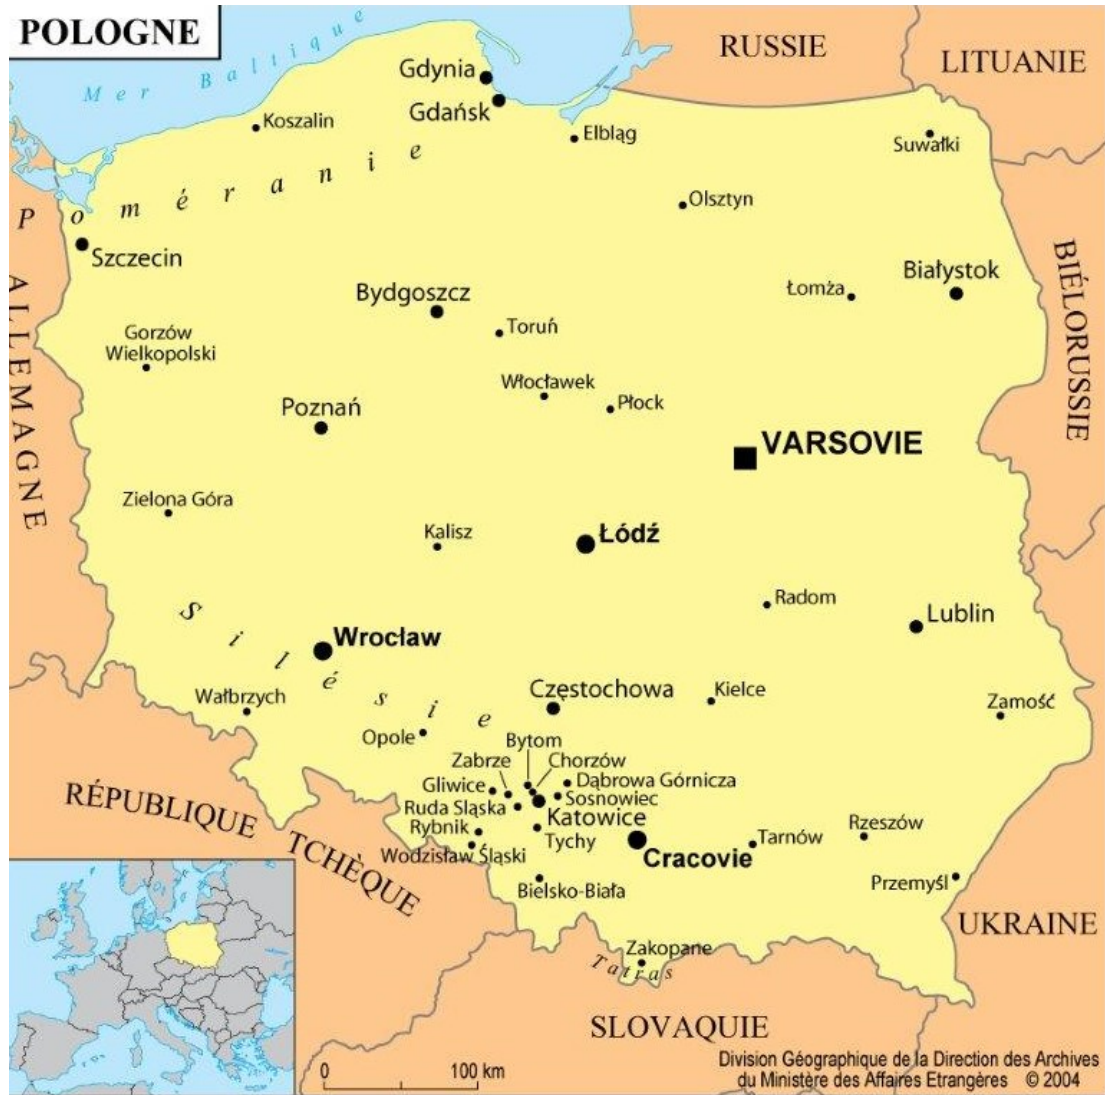 POLOGNE
RUSSIE
LITUANIE
Mer Baltique
Gdynia
Gdańsk
Koszalin
Elbląg
Suwałki
Poméranie
Olsztyn
Szczecin
BIÉLORUSSIE
Białystok
Łomża
ALLEMAGNE
Bydgoszcz
Toruń
Gorzów
Wielkopolski
Włocławek
Płock
Poznań
VARSOVIE
Zielona Góra
Kalisz
Łódź
Radom
Lublin
Silésie
Wrocław
Wałbrzych
Częstochowa
Kielce
Zamość
Opole
Bytom
Zabrze
Chorzów
Gliwice
Dąbrowa Górnicza
Ruda Sląska
Sosnowiec
Katowice
Rybnik
Tychy
Wodzisław Śląski
Cracovie
Tarnów
Rzeszów
Bielsko-Biała
Przemyśl
RÉPUBLIQUE TCHÈQUE
UKRAINE
Zakopane
Tatras
SLOVAQUIE
0 100 km
Division Géographique de la Direction des Archives
du Ministère des Affaires Etrangères © 2004